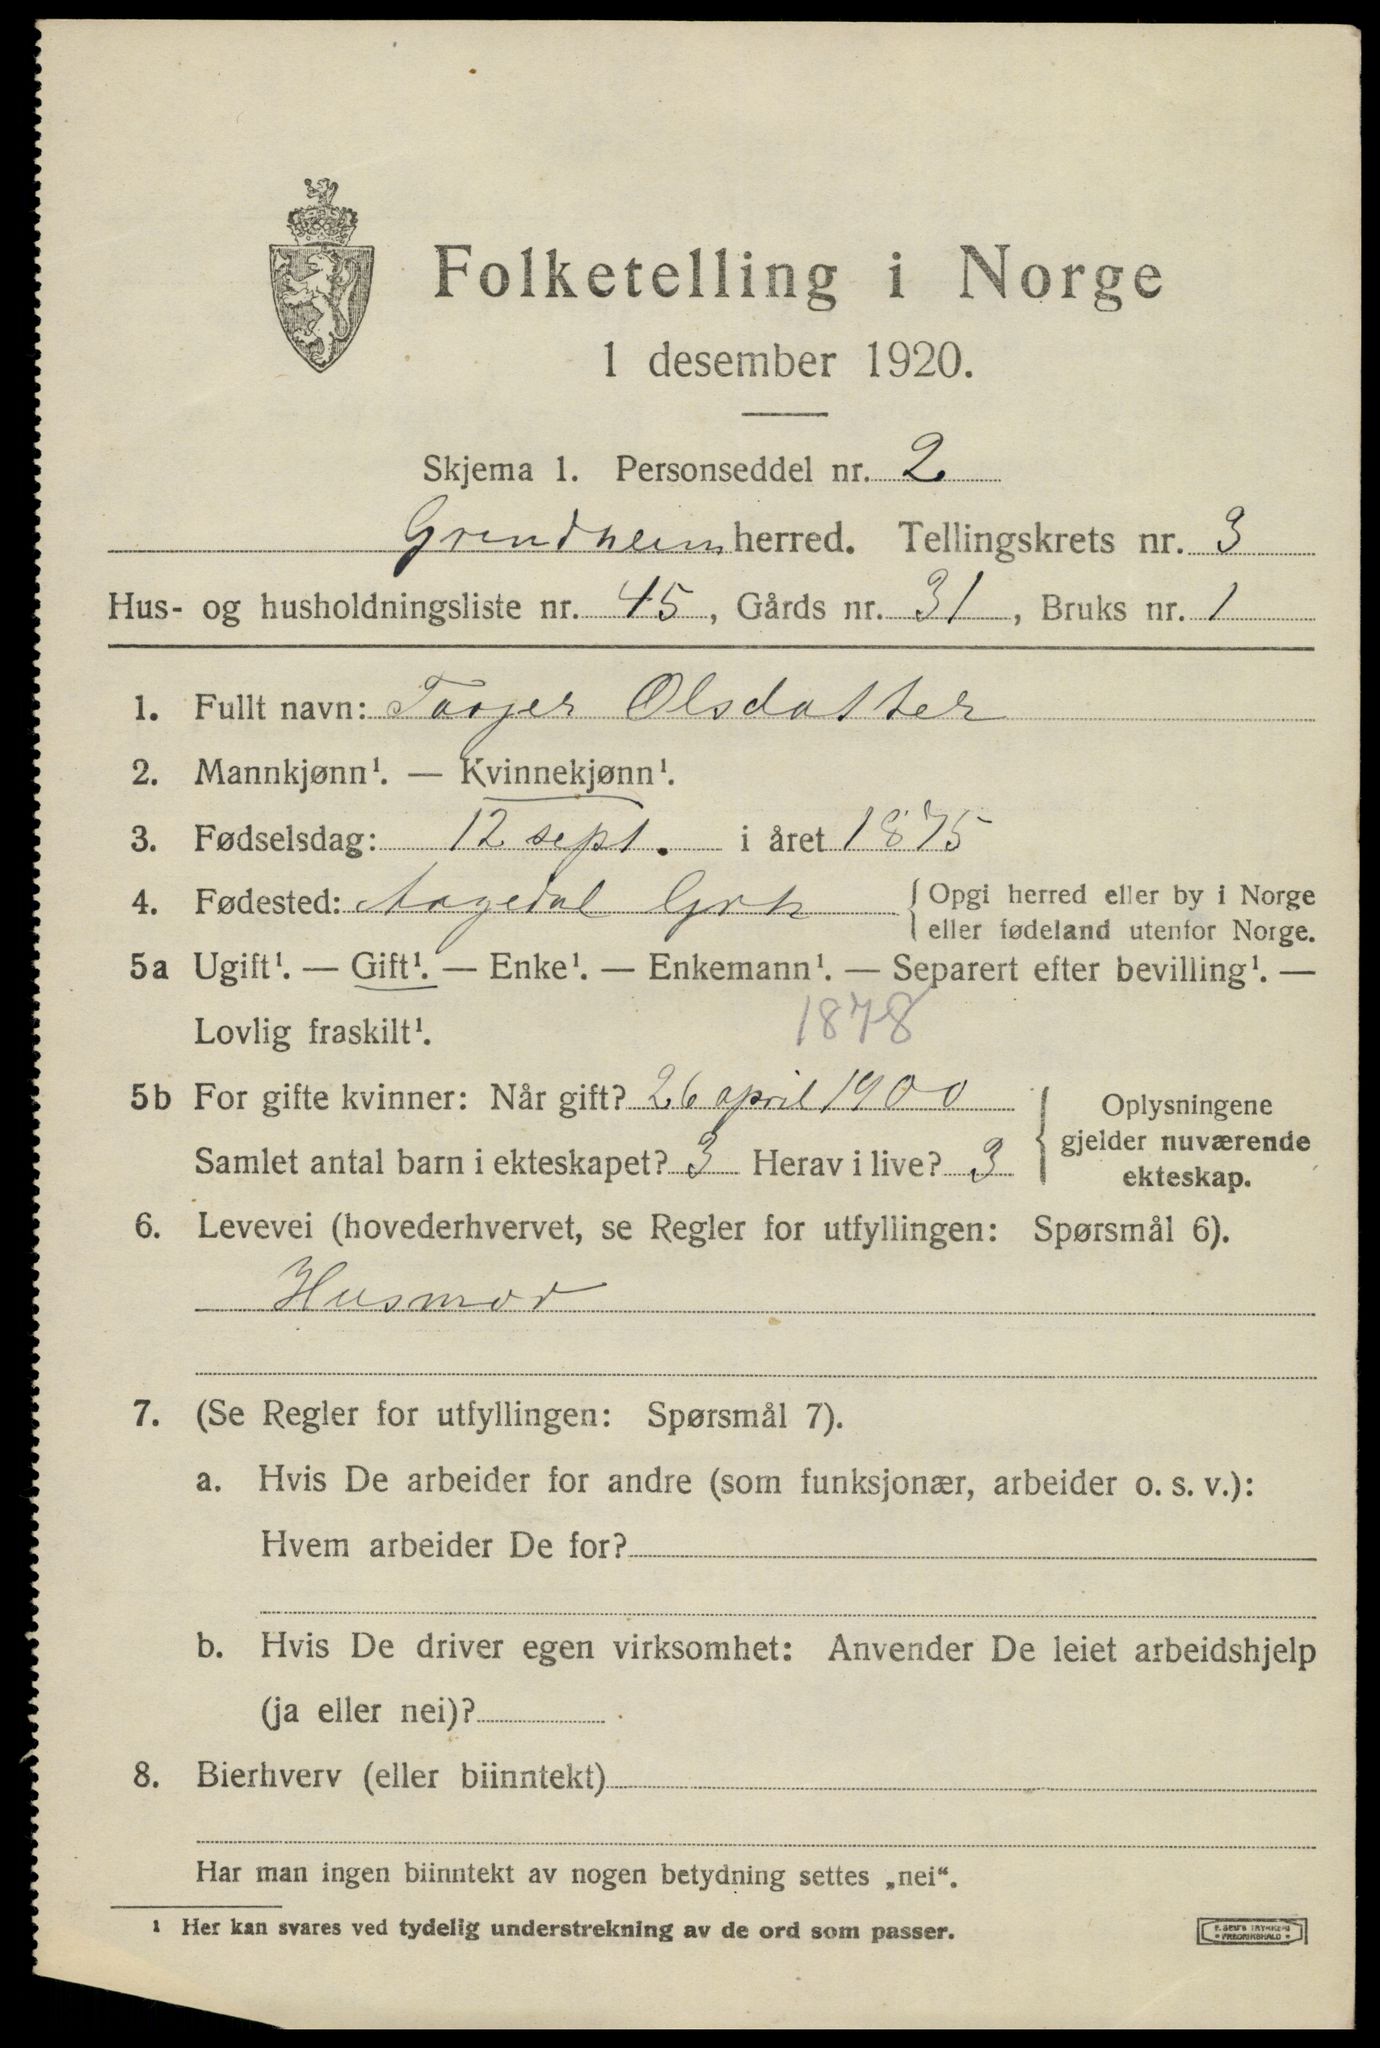 Folketelling i Norge
1 desember 1920.
Skjema 1. Personseddel nr. 2
Grindheim herred. Tellingskrets nr. 3
Hus- og husholdningsliste nr. 45, Gårds nr. 31, Bruks nr. 1
1. Fullt navn: Olsdatter
2. Mannkjønn¹. — Kvinnekjønn¹.
3. Fødselsdag: 12 sept. i året 1875
4. Fødested: { Opgi herred eller by i Norge
eller fødeland utenfor Norge.
5a Ugift¹. — Gift¹. — Enke¹. — Enkemann¹. — Separert efter bevilling¹. —
Lovlig fraskilt¹. 1878
5b For gifte kvinner: Når gift? 26 april 1900
Samlet antal barn i ekteskapet? 3 Herav i live? 3
{ Oplysningene
gjelder nuværende
ekteskap.
6. Levevei (hovederhvervet, se Regler for utfyllingen: Spørsmål 6).
Husmor
7. (Se Regler for utfyllingen: Spørsmål 7).
a. Hvis De arbeider for andre (som funksjonær, arbeider o. s. v.):
Hvem arbeider De for?
b. Hvis De driver egen virksomhet: Anvender De leiet arbeidshjelp
(ja eller nei)?
8. Bierhverv (eller biinntekt)
Har man ingen biinntekt av nogen betydning settes „nei“.
¹ Her kan svares ved tydelig understrekning av de ord som passer.
FREDRIKSHALD